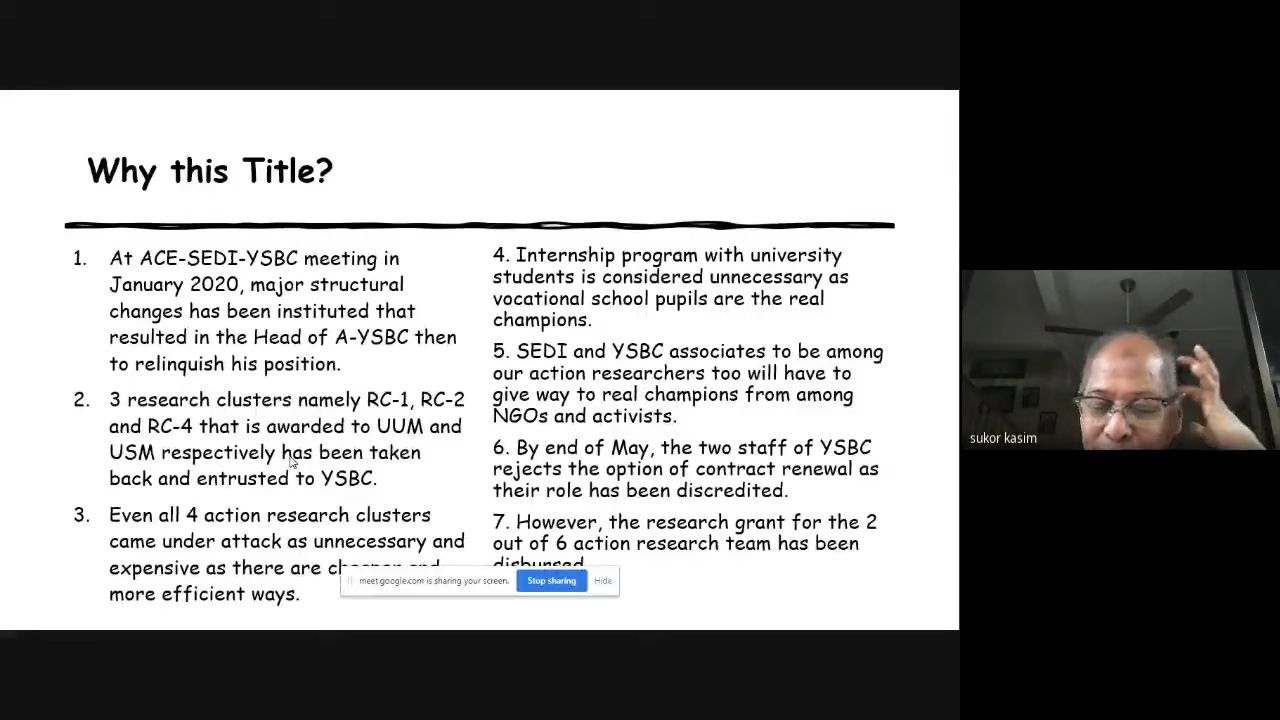 Why this Title?
1. At ACE-SEDI-YSBC meeting in
January 2020, major structural
changes has been instituted that
resulted in the Head of A-YSBC then
to relinquish his position.
2. 3 research clusters namely RC-1, RC-2
and RC-4 that is awarded to UUM and
USM respectively has been taken
back and entrusted to YSBC.
3. Even all 4 action research clusters
came under attack as unnecessary and
expensive as there are cheaper and
more efficient ways.
4. Internship program with university
students is considered unnecessary as
vocational school pupils are the real
champions.
5. SEDI and YSBC associates to be among
our action researchers too will have to
give way to real champions from among
NGOs and activists.
6. By end of May, the two staff of YSBC
rejects the option of contract renewal as
their role has been discredited.
7. However, the research grant for the 2
out of 6 action research team has been
disbursed
meet.google.com is sharing your screen.
Stop sharing
Hide
sukor kasim